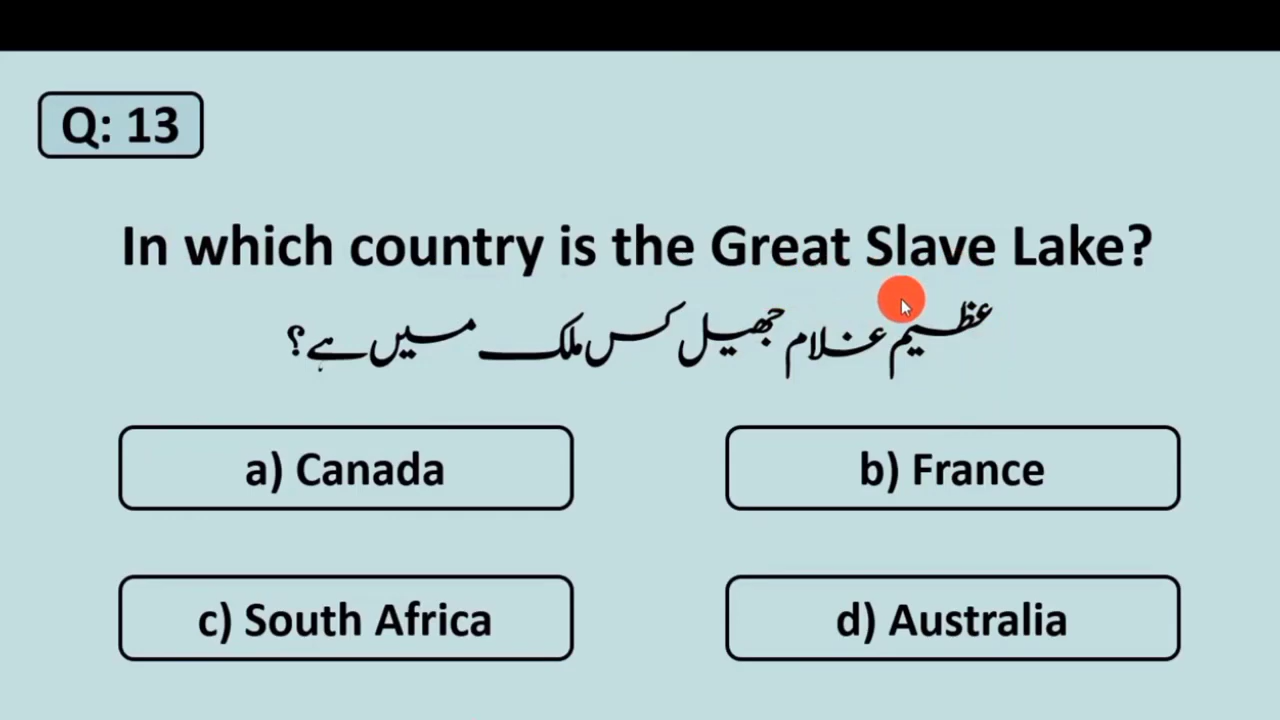 Q: 13
In which country is the Great Slave Lake?
عظیم غلام جھیل کس ملک میں ہے؟
a) Canada
b) France
c) South Africa
d) Australia